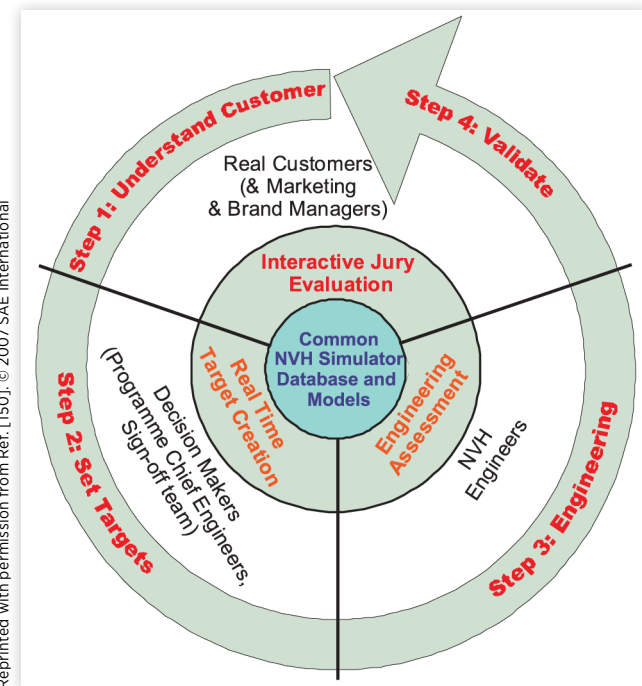 Step 1: Understand Customer
Step 4: Validate
Real Customers
(& Marketing
& Brand Managers)
Interactive Jury
Evaluation
Common
NVH Simulator
Database and
Models
Real Time
Target Creation
Engineering
Assessment
Decision Makers
(Programme Chief Engineers,
Sign-off team)
NVH
Engineers
Step 2: Set Targets
Step 3: Engineering
Reprinted with permission from Ref. [150]. © 2007 SAE International